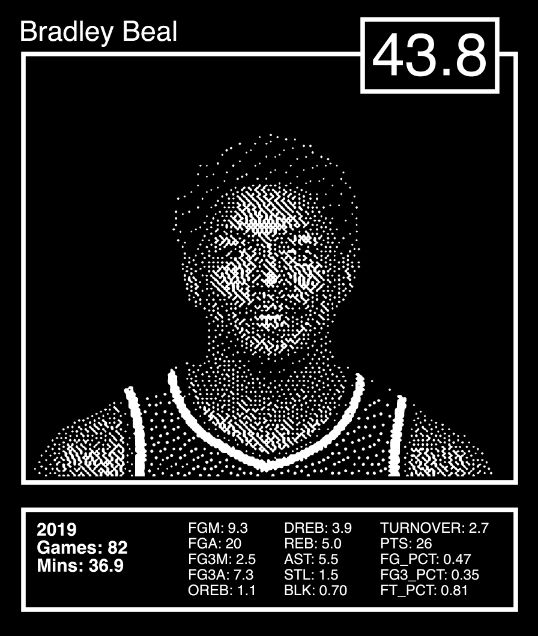 Bradley Beal
43.8
2019
Games: 82
Mins: 36.9
FGM: 9.3
FGA: 20
FG3M: 2.5
FG3A: 7.3
OREB: 1.1
DREB: 3.9
REB: 5.0
AST: 5.5
STL: 1.5
BLK: 0.70
TURNOVER: 2.7
PTS: 26
FG_PCT: 0.47
FG3_PCT: 0.35
FT_PCT: 0.81